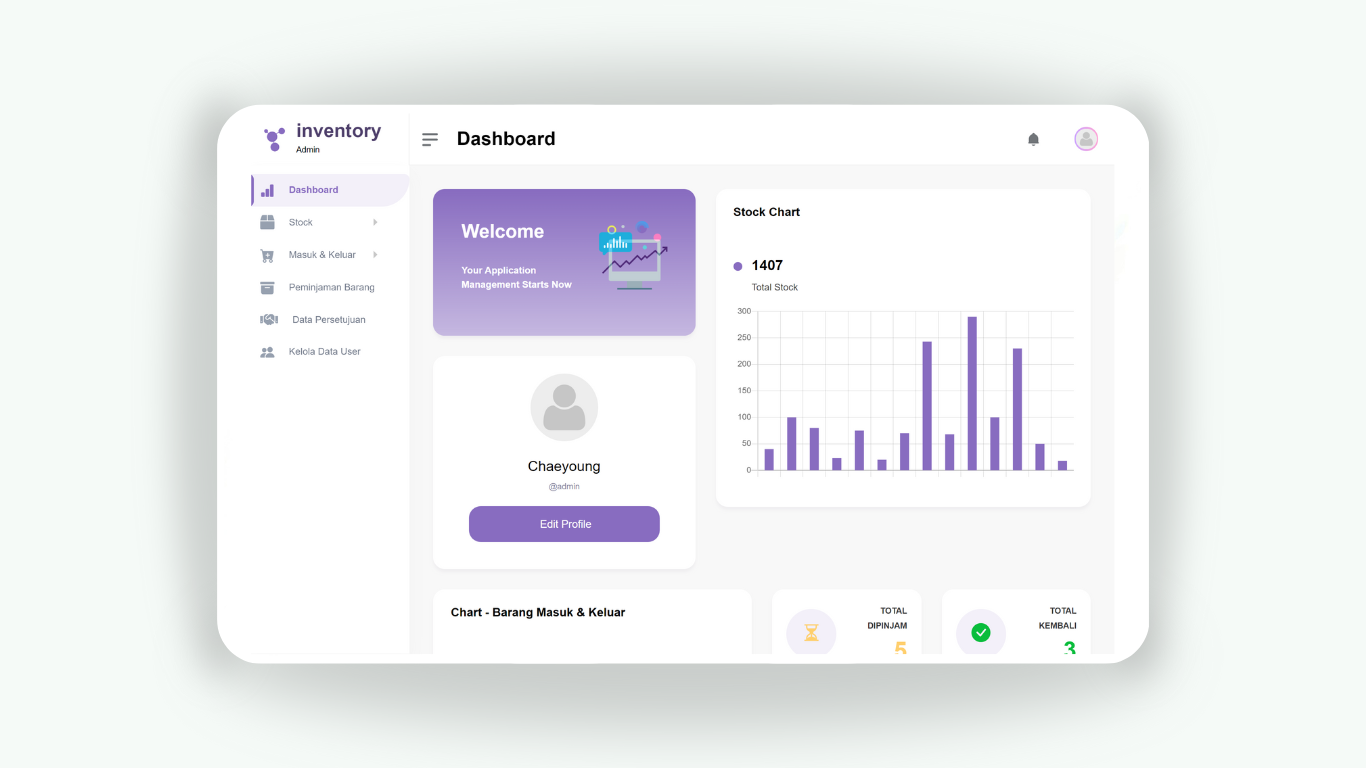 inventory
Admin
Dashboard
Stock
Masuk & Keluar
Peminjaman Barang
Data Persetujuan
Kelola Data User
Dashboard
Welcome
Your Application
Management Starts Now
Chaeyoung
@admin
Edit Profile
Stock Chart
1407
Total Stock
300
250
200
150
100
50
0
Chart - Barang Masuk & Keluar
TOTAL
DIPINJAM
5
TOTAL
KEMBALI
3